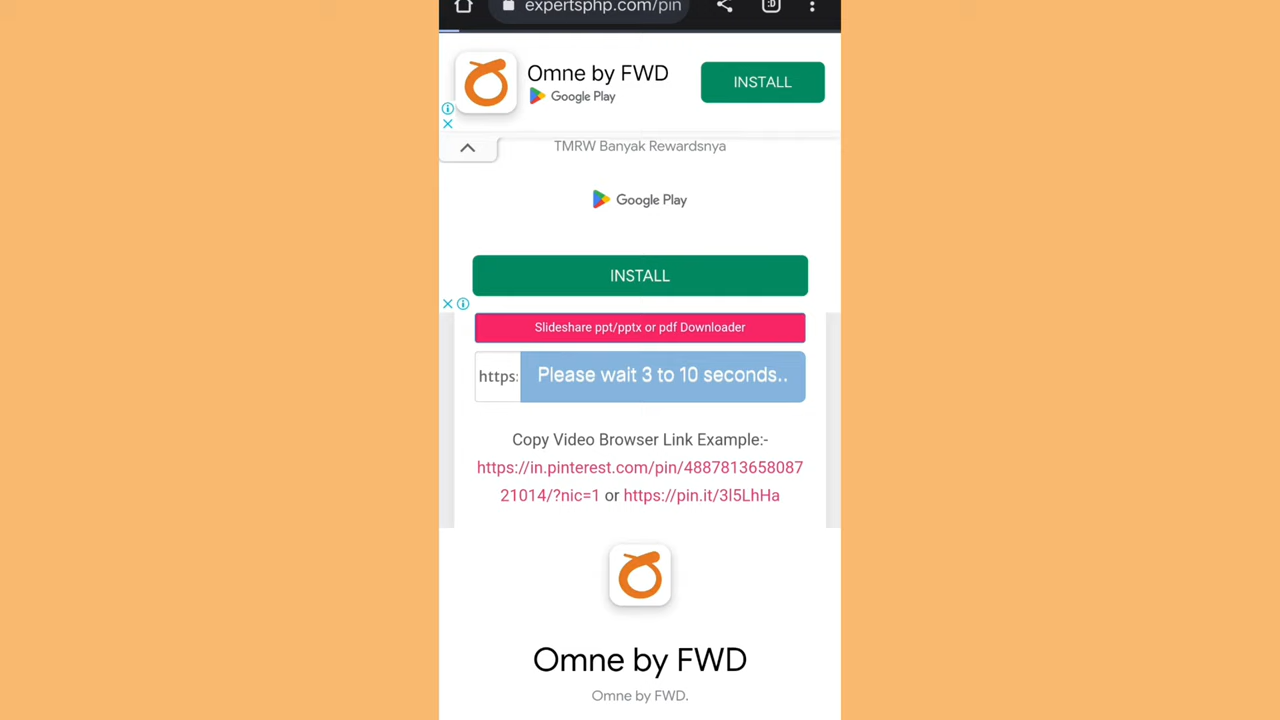 expertsphp.com/pin
:D
Omne by FWD
Google Play
INSTALL
TMRW Banyak Rewardsnya
Google Play
INSTALL
Slideshare ppt/pptx or pdf Downloader
https:
Please wait 3 to 10 seconds..
Copy Video Browser Link Example:-
https://in.pinterest.com/pin/4887813658087
21014/?nic=1 or https://pin.it/3l5LhHa
Omne by FWD
Omne by FWD.